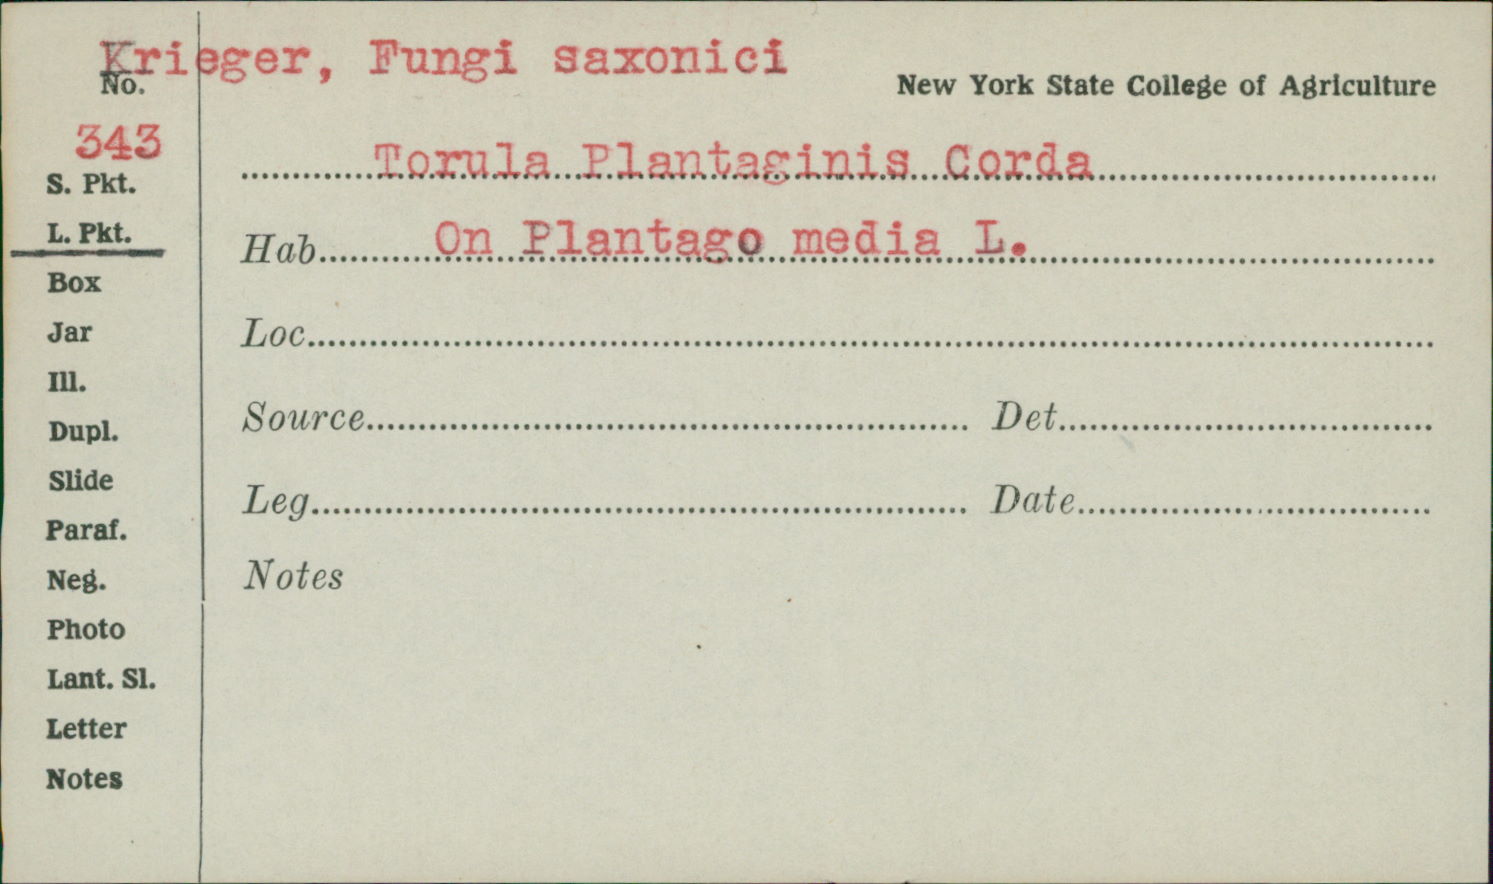 Krieger, Fungi saxonici
No.
New York State College of Agriculture
343
Torula Plantaginis Corda
S. Pkt.
L. Pkt.
Hab. On Plantago media L.
Box
Jar
Loc.
Ill.
Dupl.
Source. Det.
Slide
Leg. Date.
Paraf.
Neg.
Notes
Photo
Lant. Sl.
Letter
Notes